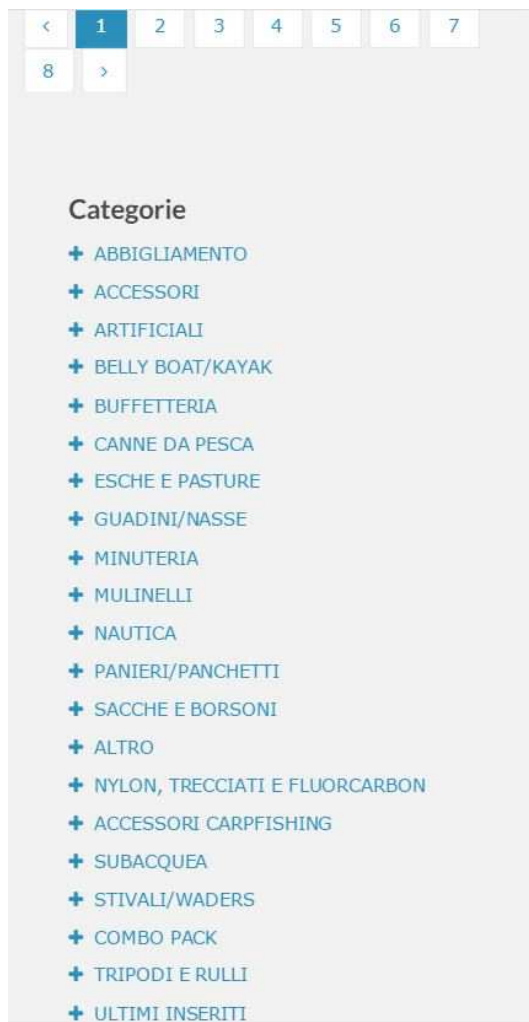 ‹ 1 2 3 4 5 6 7
8 ›
Categorie
+ ABBIGLIAMENTO
+ ACCESSORI
+ ARTIFICIALI
+ BELLY BOAT/KAYAK
+ BUFFETTERIA
+ CANNE DA PESCA
+ ESCHE E PASTURE
+ GUADINI/NASSE
+ MINUTERIA
+ MULINELLI
+ NAUTICA
+ PANIERI/PANCHETTI
+ SACCHE E BORSONI
+ ALTRO
+ NYLON, TRECCIATI E FLUORCARBON
+ ACCESSORI CARPFISHING
+ SUBACQUEA
+ STIVALI/WADERS
+ COMBO PACK
+ TRIPODI E RULLI
+ ULTIMI INSERITI